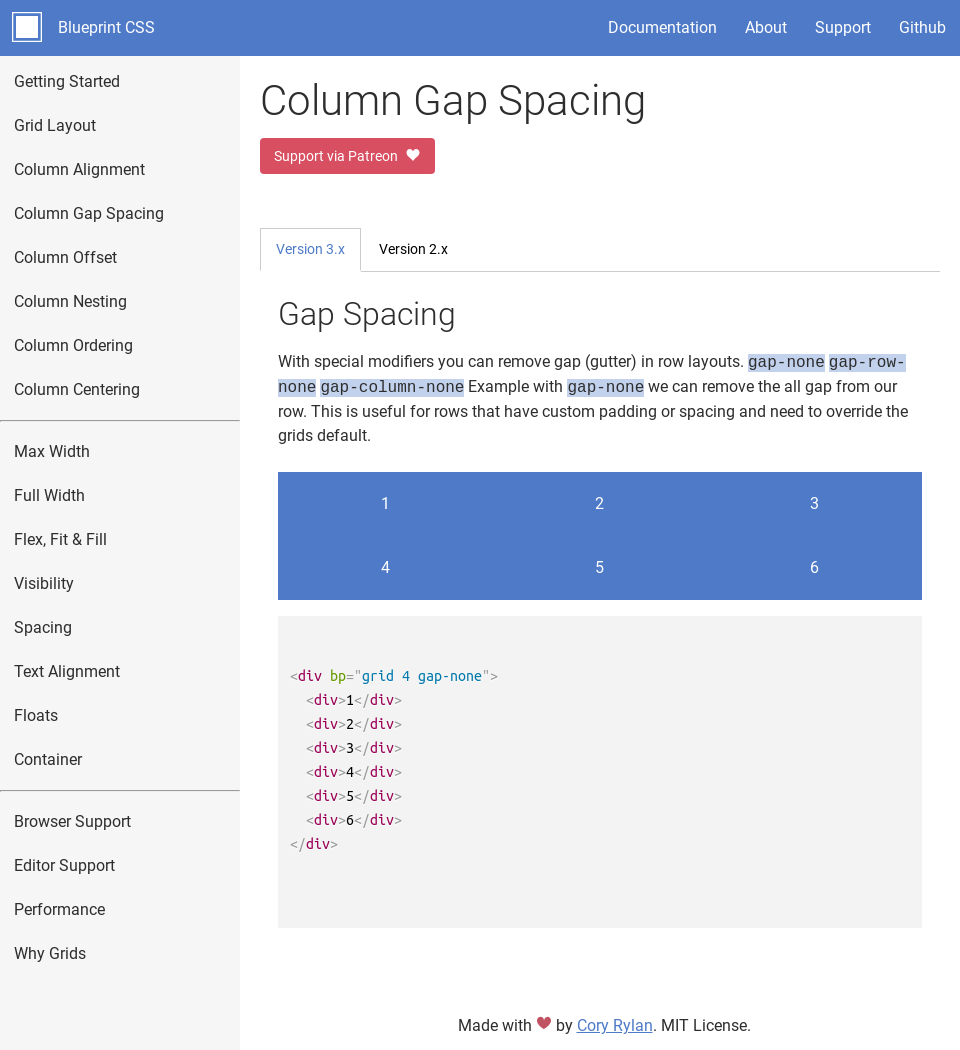 Blueprint CSS
Documentation
About
Support
Github
Getting Started
Grid Layout
Column Alignment
Column Gap Spacing
Column Offset
Column Nesting
Column Ordering
Column Centering
Max Width
Full Width
Flex, Fit & Fill
Visibility
Spacing
Text Alignment
Floats
Container
Browser Support
Editor Support
Performance
Why Grids
Column Gap Spacing
Support via Patreon
Version 3.x
Version 2.x
Gap Spacing
With special modifiers you can remove gap (gutter) in row layouts. gap-none gap-row-
none gap-column-none Example with gap-none we can remove the all gap from our
row. This is useful for rows that have custom padding or spacing and need to override the
grids default.
1 2 3
4 5 6
<div bp="grid 4 gap-none">
  <div>1</div>
  <div>2</div>
  <div>3</div>
  <div>4</div>
  <div>5</div>
  <div>6</div>
</div>
Made with ❤ by Cory Rylan. MIT License.